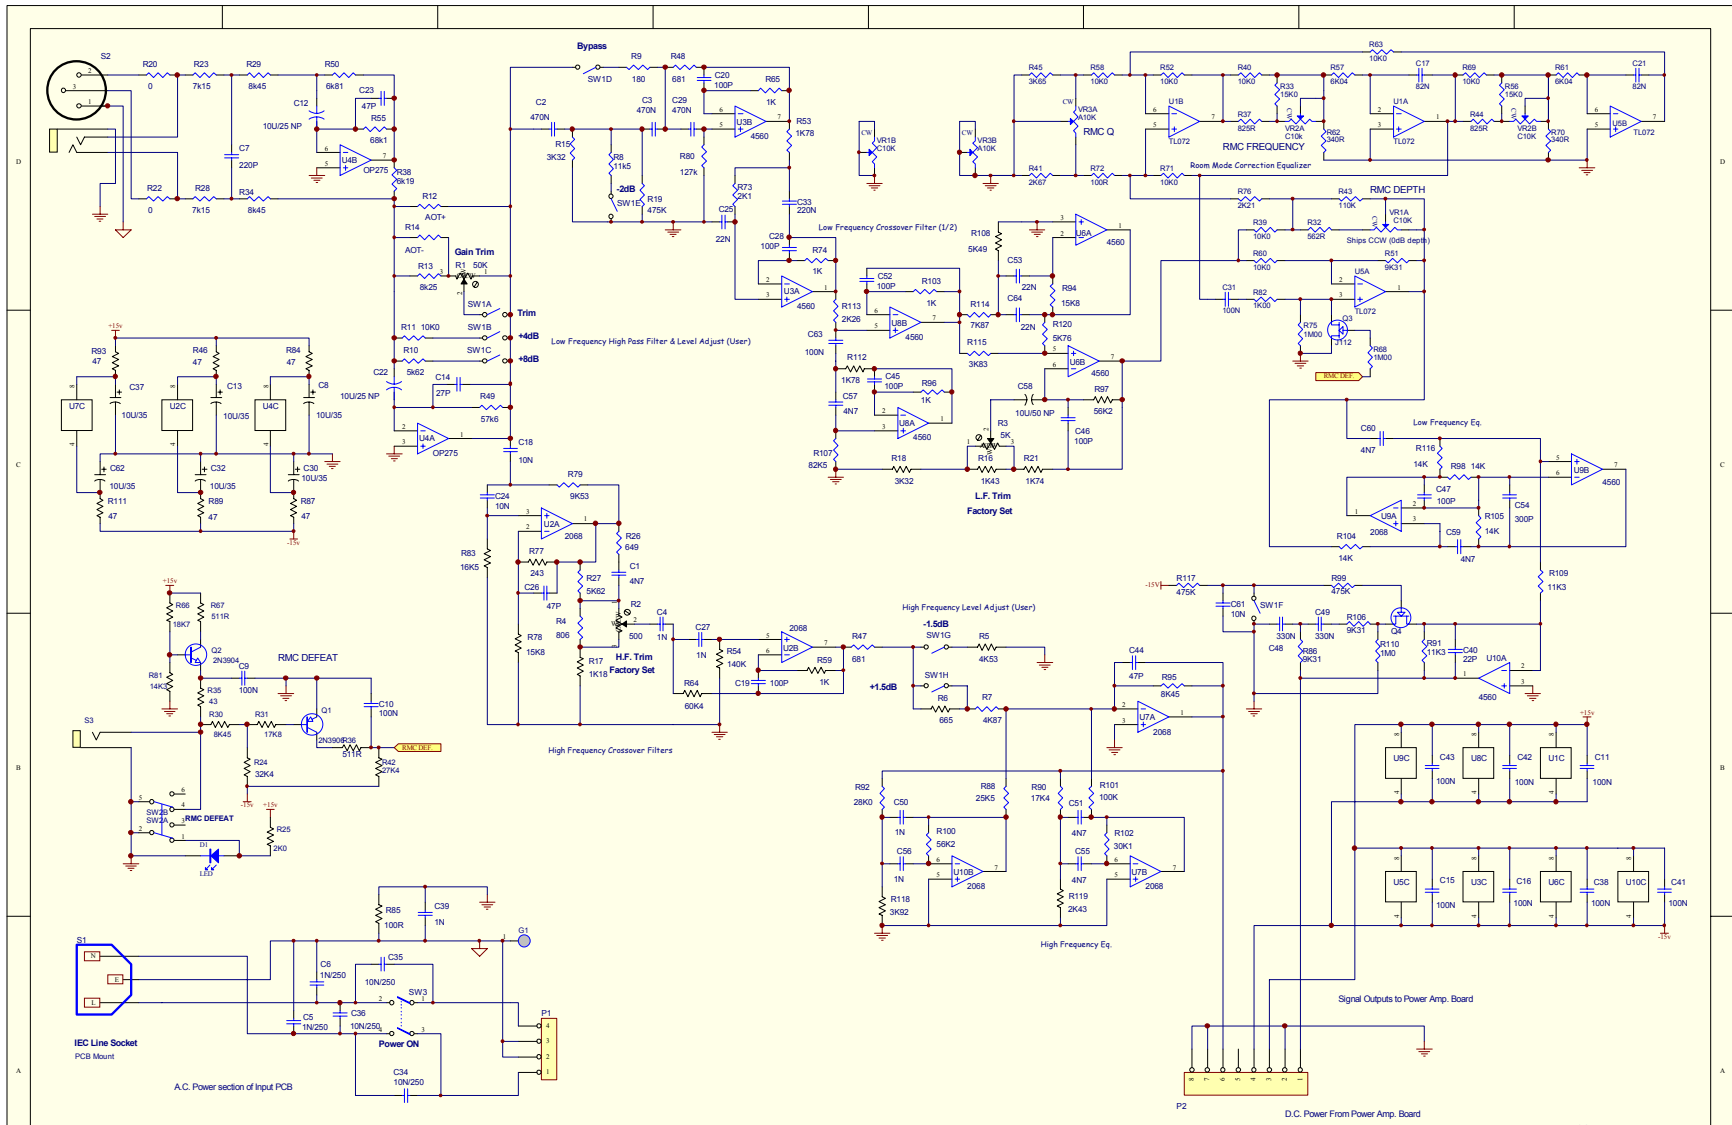 S2
R20
0
R23
7k15
R29
8k45
R50
6k81
C12
10U/25 NP
C23
47P
R55
68k1
U4B
OP275
R38
6k19
C7
220P
R22
0
R28
7k15
R34
8k45
R12
AOT+
R14
AOT-
R13
8k25
Gain Trim
R1 50K
CW
SW1A
Trim
R11 10K0
SW1B
+4dB
R10
5k62
SW1C
+8dB
C22
10U/25 NP
C14
27P
R49
57k6
U4A
OP275
C18
10N
Bypass
SW1D
R9
180
R48
681
C20
100P
R65
1K
C2
470N
C3
470N
C29
470N
U3B
4560
R53
1K78
R15
3K32
R8
11k5
-2dB
SW1E
R19
475K
R80
127k
R73
2K1
C25
22N
C33
220N
C28
100P
R74
1K
U3A
4560
Low Frequency High Pass Filter & Level Adjust (User)
Low Frequency Crossover Filter (1/2)
R113
2K26
C63
100N
C52
100P
R103
1K
U8B
4560
R112
1K78
C45
100P
R96
1K
U8A
4560
C57
4N7
R107
82K5
R18
3K32
R16
1K43
R21
1K74
L.F. Trim
Factory Set
R3
5K
C58
10U/50 NP
C46
100P
R97
56K2
U6B
4560
R114
7K87
R115
3K83
R120
5K76
R108
5K49
C53
22N
C64
22N
R94
15K8
U6A
4560
CW
VR1B
C10K
CW
VR3B
A10K
R45
3K65
R58
10K0
CW
VR3A
A10K
RMC Q
R41
2K67
R72
100R
R52
10K0
U1B
TL072
R71
10K0
R40
10K0
R37
825R
R33
15K0
CW
VR2A
C10k
R57
6K04
R62
340R
RMC FREQUENCY
Room Mode Correction Equalizer
R63
10K0
C17
82N
U1A
TL072
R69
10K0
R44
825R
R56
15K0
CW
VR2B
C10K
R61
6K04
R70
340R
C21
82N
U5B
TL072
RMC DEPTH
R76
2K21
R43
110K
CW
VR1A
C10K
Ships CCW (0dB depth)
R39
10K0
R32
562R
R60
10K0
R51
9K31
U5A
TL072
C31
100N
R82
1K00
R75
1M00
Q3
J112
R68
1M00
RMC DEF.
Low Frequency Eq.
C60
4N7
R116
14K
R98 14K
C47
100P
U9A
2068
R105
14K
C54
300P
C59
4N7
R104
14K
U9B
4560
R109
11K3
+15v
R93
47
R46
47
R84
47
U7C
C37
10U/35
U2C
C13
10U/35
U4C
C8
10U/35
C62
10U/35
C32
10U/35
C30
10U/35
R111
47
R89
47
R87
47
-15v
C24
10N
R79
9K53
U2A
2068
R83
16K5
R77
243
C26
47P
R27
5K62
R4
806
R17
1K18
R78
15K8
R26
649
C1
4N7
R2
500
H.F. Trim
Factory Set
C4
1N
C27
1N
R54
140K
R64
60K4
2068
U2B
C19
100P
R59
1K
R47
681
High Frequency Crossover Filters
High Frequency Level Adjust (User)
-1.5dB
SW1G
R5
4K53
+1.5dB
SW1H
R6
665
R7
4K87
C44
47P
R95
8K45
U7A
2068
-15V
R117
475K
R99
475K
C61
10N
SW1F
330N
C48
C49
330N
R106
9K31
Q4
R86
9K31
R110
1M0
R91
11K3
C40
22P
U10A
4560
R92
28K0
C50
1N
C56
1N
R100
56K2
U10B
2068
R88
25K5
R118
3K92
R90
17K4
C51
4N7
C55
4N7
R101
100K
R102
30K1
U7B
2068
R119
2K43
High Frequency Eq.
+15v
R66
18K7
R67
511R
Q2
2N3904
RMC DEFEAT
C9
100N
R81
14K3
R35
43
R30
8K45
R31
17K8
Q1
2N3906
C10
100N
R36
511R
RMC DEF.
R42
27K4
R24
32K4
-15v
+15v
R25
2K0
S3
SW2B
SW2A
RMC DEFEAT
D1
LED
+15v
U9C
C43
100N
U8C
C42
100N
U1C
C11
100N
U5C
C15
100N
U3C
C16
100N
U6C
C38
100N
U10C
C41
100N
-15v
R85
100R
C39
1N
G1
S1
N
E
L
C6
1N/250
C5
1N/250
C35
10N/250
C36
10N/250
SW3
Power ON
C34
10N/250
P1
4
3
2
1
IEC Line Socket
PCB Mount
A.C. Power section of Input PCB
Signal Outputs to Power Amp. Board
P2
8 7 6 5 4 3 2 1
D.C. Power From Power Amp. Board
D
C
B
A
D
C
B
A